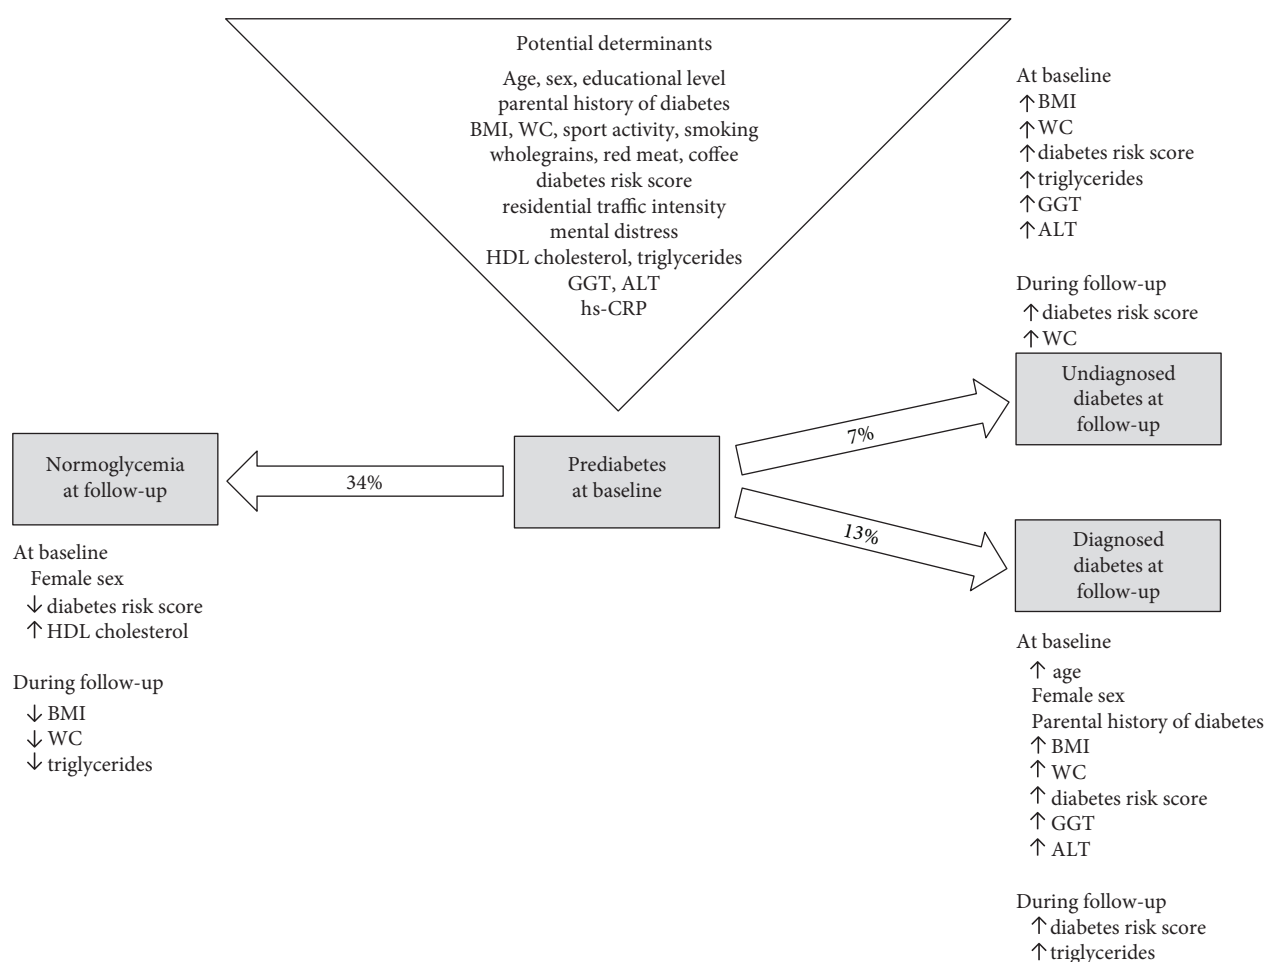 Potential determinants
Age, sex, educational level
parental history of diabetes
BMI, WC, sport activity, smoking
wholegrains, red meat, coffee
diabetes risk score
residential traffic intensity
mental distress
HDL cholesterol, triglycerides
GGT, ALT
hs-CRP
At baseline
↑ BMI
↑ WC
↑ diabetes risk score
↑ triglycerides
↑ GGT
↑ ALT
During follow-up
↑ diabetes risk score
↑ WC
Undiagnosed
diabetes at
follow-up
7%
Normoglycemia
at follow-up
34%
Prediabetes
at baseline
13%
Diagnosed
diabetes at
follow-up
At baseline
Female sex
↓ diabetes risk score
↑ HDL cholesterol
During follow-up
↓ BMI
↓ WC
↓ triglycerides
At baseline
↑ age
Female sex
Parental history of diabetes
↑ BMI
↑ WC
↑ diabetes risk score
↑ GGT
↑ ALT
During follow-up
↑ diabetes risk score
↑ triglycerides